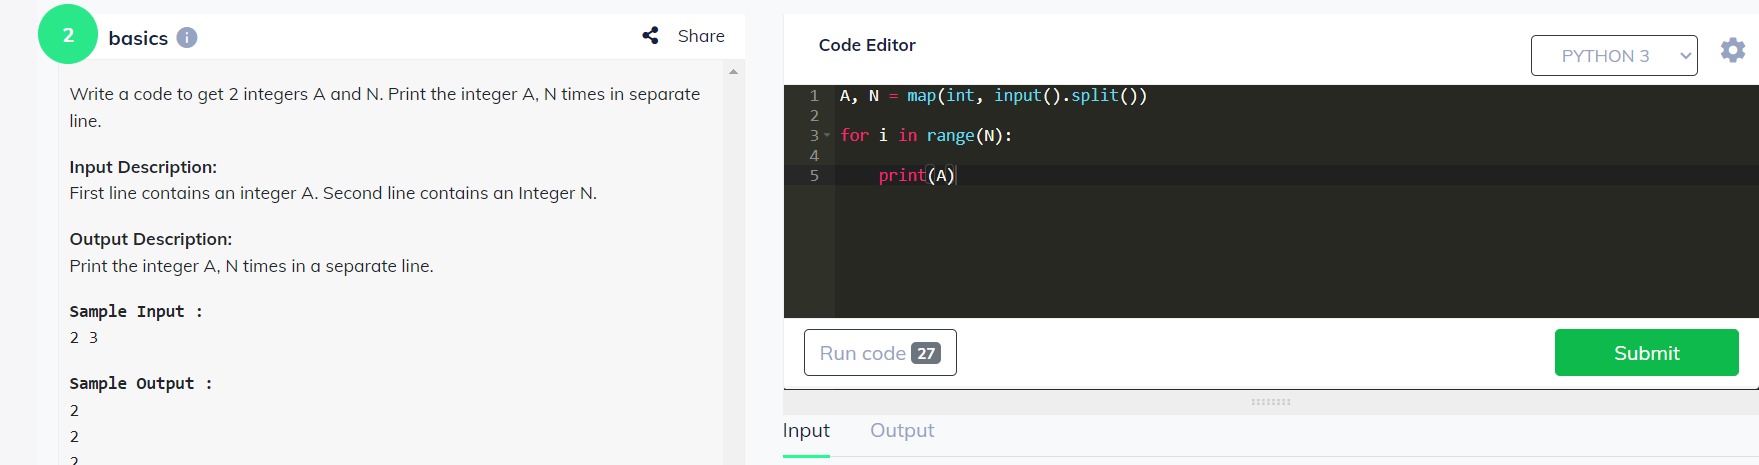 2
basics
Share
Write a code to get 2 integers A and N. Print the integer A, N times in separate
line.
Input Description:
First line contains an integer A. Second line contains an Integer N.
Output Description:
Print the integer A, N times in a separate line.
Sample Input :
2 3
Sample Output :
2
2
2
Code Editor
PYTHON 3
1 A, N = map(int, input().split())
2
3 for i in range(N):
4
5     print(A)
Run code 27
Submit
Input
Output